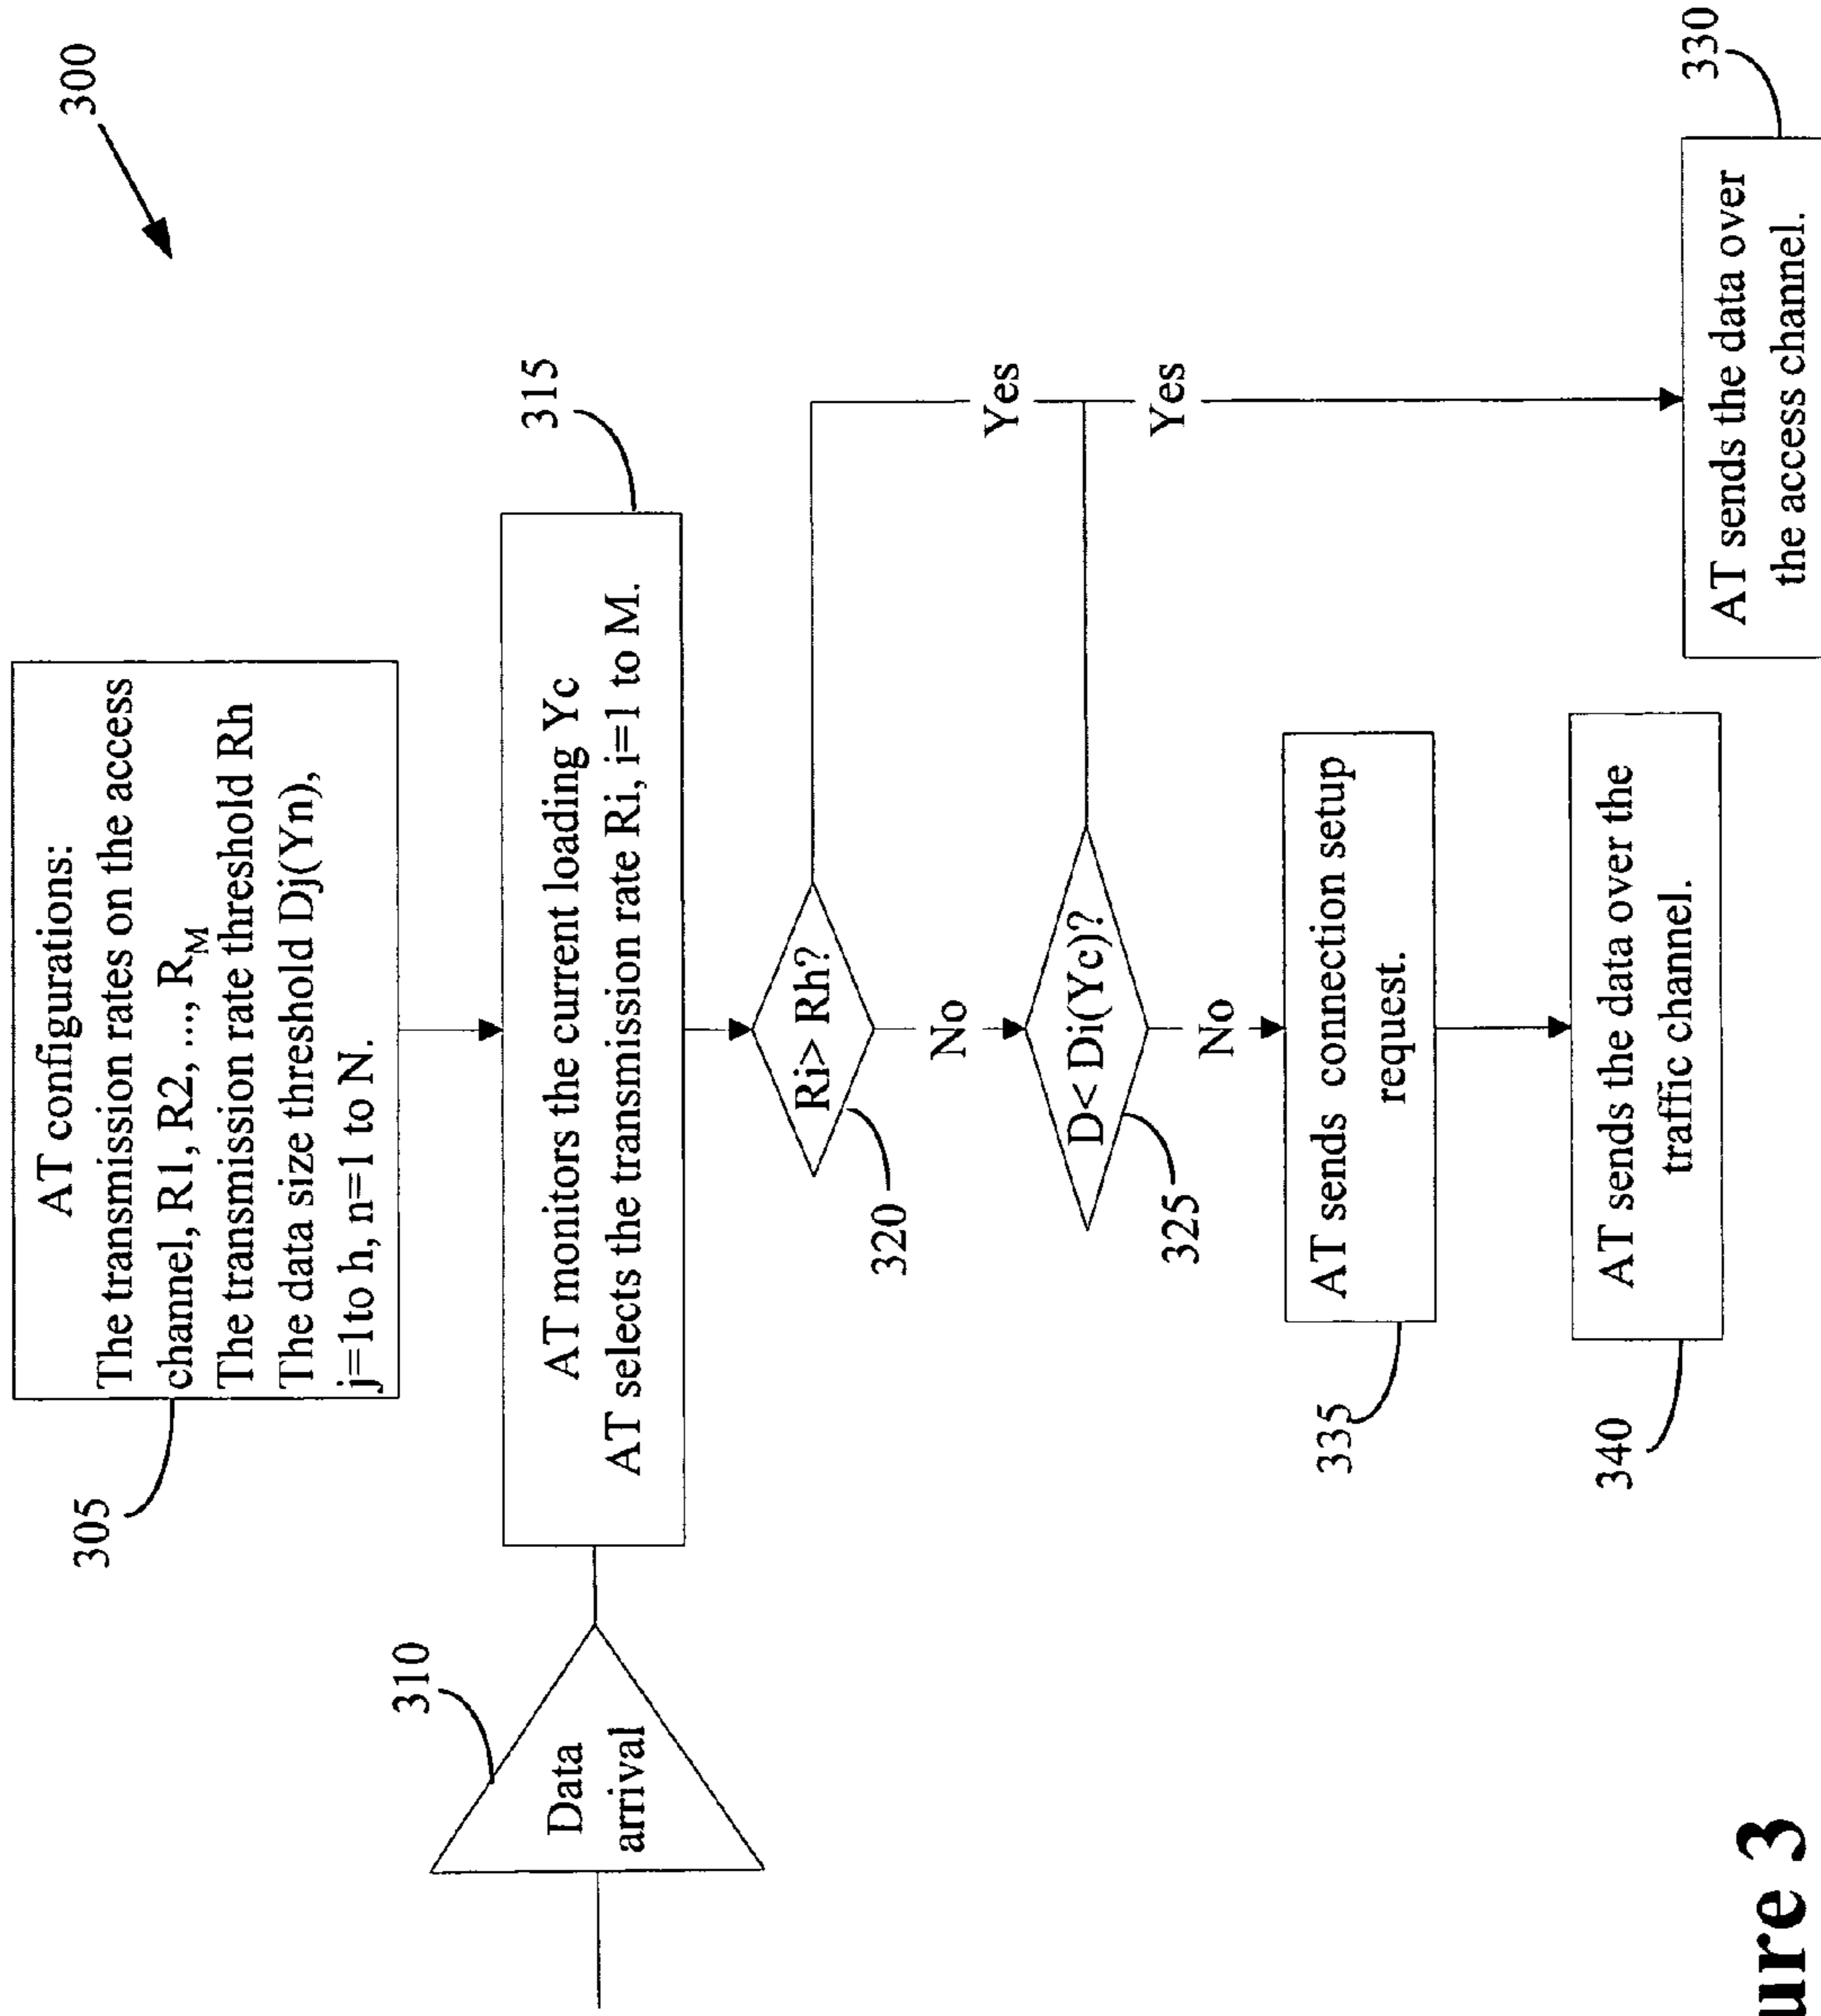 300
305
AT configurations:
The transmission rates on the access
channel, R1, R2, ..., RM
The transmission rate threshold Rh
The data size threshold Dj(Yn),
j=1to h, n=1 to N.
310
Data
arrival
315
AT monitors the current loading Yc
AT selects the transmission rate Ri, i=1 to M.
Ri> Rh?
320
Yes
No
D< Di(Yc)?
325
Yes
No
335
AT sends connection setup
request.
340
AT sends the data over the
traffic channel.
330
AT sends the data over
the access channel.
ure 3